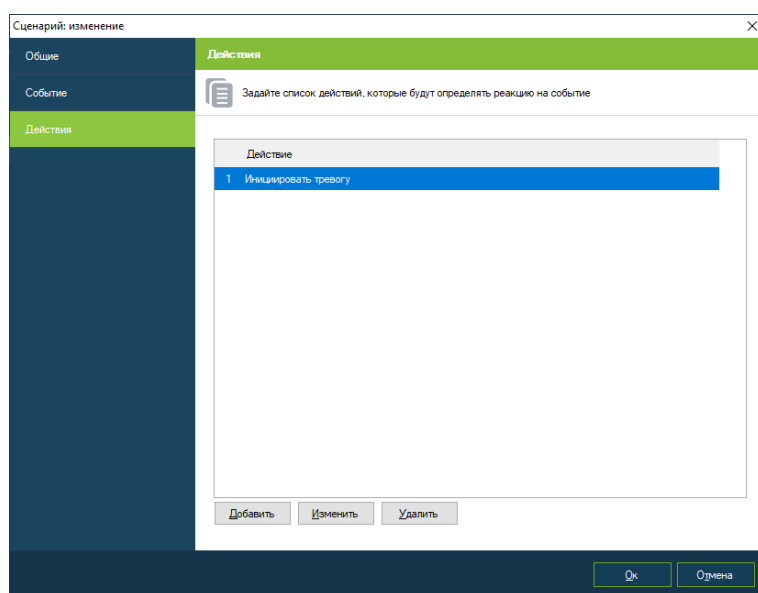 Сценарий: изменение
Общие
Событие
Действия
Действия
Задайте список действий, которые будут определять реакцию на событие
Действие
1 Инициировать тревогу
Добавить Изменить Удалить
Ок Отмена